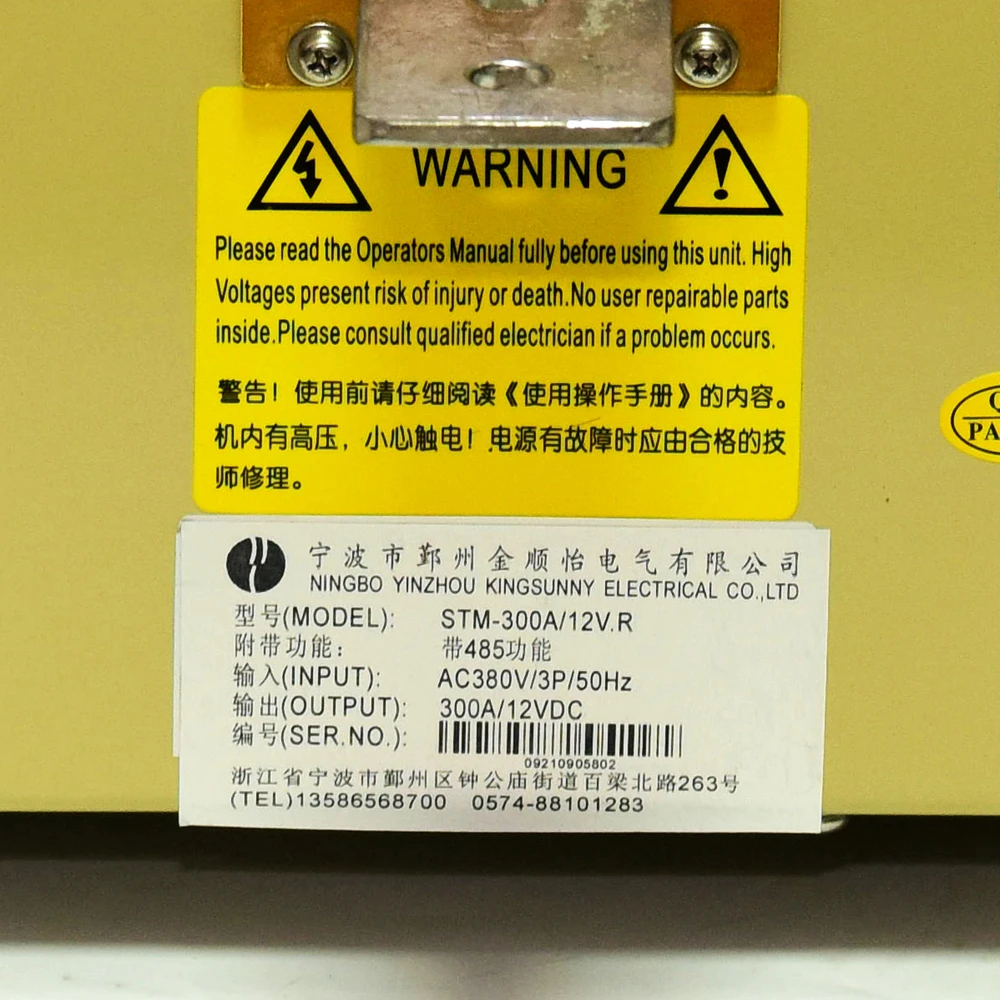 WARNING
Please read the Operators Manual fully before using this unit. High
Voltages present risk of injury or death.No user repairable parts
inside.Please consult qualified electrician if a problem occurs.
警告！使用前请仔细阅读《使用操作手册》的内容。
机内有高压，小心触电！电源有故障时应由合格的技
师修理。
宁波市鄞州金顺怡电气有限公司
NINGBO YINZHOU KINGSUNNY ELECTRICAL CO.,LTD
型号(MODEL): STM-300A/12V.R
附带功能: 带485功能
输入(INPUT): AC380V/3P/50Hz
输出(OUTPUT): 300A/12VDC
编号(SER.NO.):
09210905802
浙江省宁波市鄞州区钟公庙街道百梁北路263号
(TEL)13586568700 0574-88101283